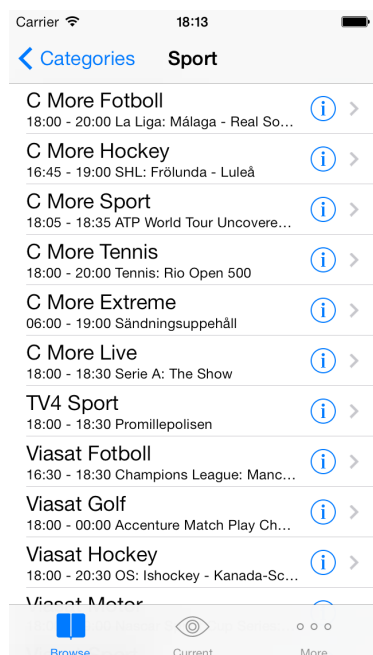 Carrier 18:13
Categories Sport
C More Fotboll
18:00 - 20:00 La Liga: Málaga - Real So…
C More Hockey
16:45 - 19:00 SHL: Frölunda - Luleå
C More Sport
18:05 - 18:35 ATP World Tour Uncovere…
C More Tennis
18:00 - 20:00 Tennis: Rio Open 500
C More Extreme
06:00 - 19:00 Sändningsuppehåll
C More Live
18:00 - 18:30 Serie A: The Show
TV4 Sport
18:00 - 18:30 Promillepolisen
Viasat Fotboll
16:30 - 18:30 Champions League: Manc…
Viasat Golf
18:00 - 00:00 Accenture Match Play Ch…
Viasat Hockey
18:00 - 20:30 OS: Ishockey - Kanada-Sc…
Viasat Motor
Browse Current More